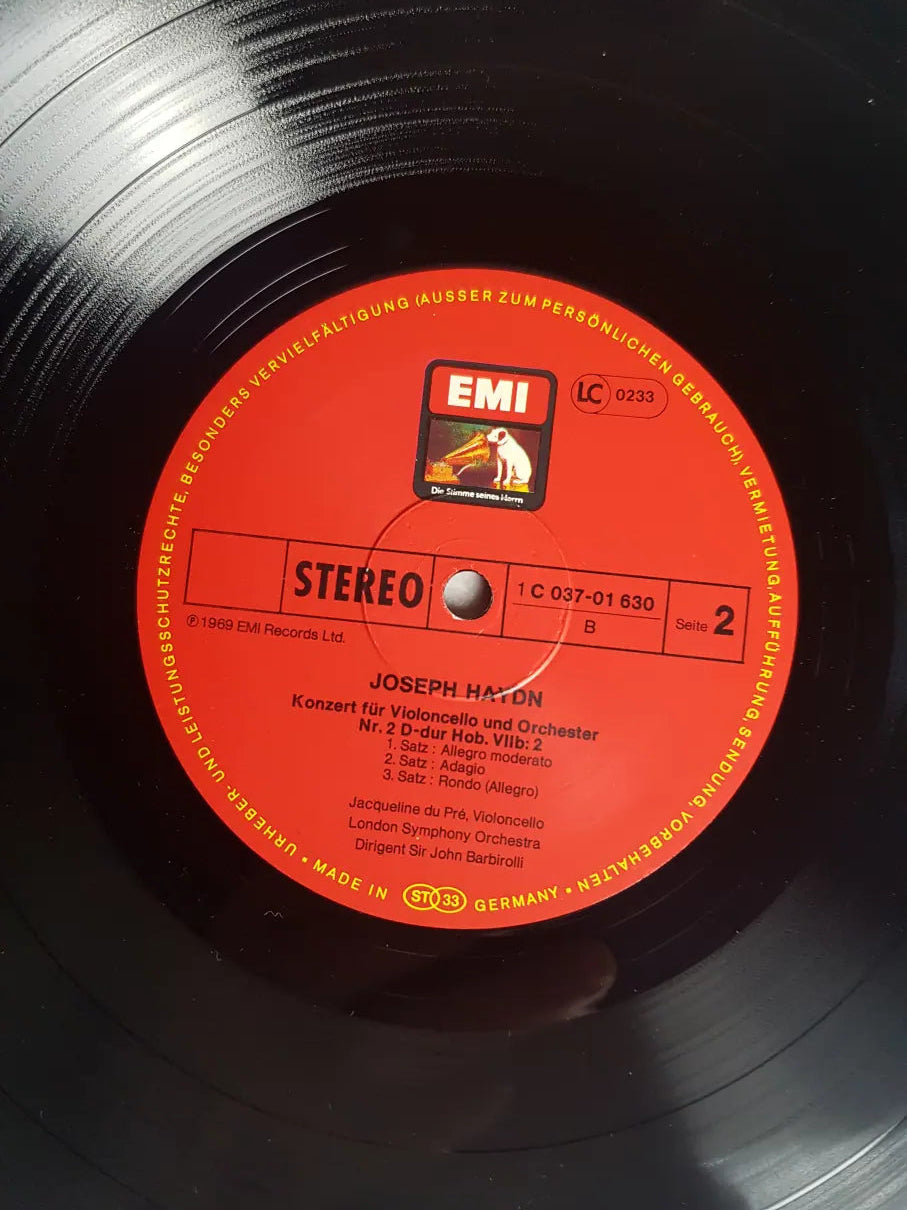 EMI
Die Stimme seines Herrn
LC 0233
STEREO
1 C 037-01 630
B
Seite 2
℗ 1969 EMI Records Ltd.
JOSEPH HAYDN
Konzert für Violoncello und Orchester
Nr. 2 D-dur Hob. VIIb: 2
1. Satz : Allegro moderato
2. Satz : Adagio
3. Satz : Rondo (Allegro)
Jacqueline du Pré, Violoncello
London Symphony Orchestra
Dirigent Sir John Barbirolli
URHEBER- UND LEISTUNGSSCHUTZRECHTE, BESONDERS VERVIELFÄLTIGUNG (AUSSER ZUM PERSÖNLICHEN GEBRAUCH), VERMIETUNG, AUFFÜHRUNG, SENDUNG, VORBEHALTEN •
• MADE IN ST 33 GERMANY